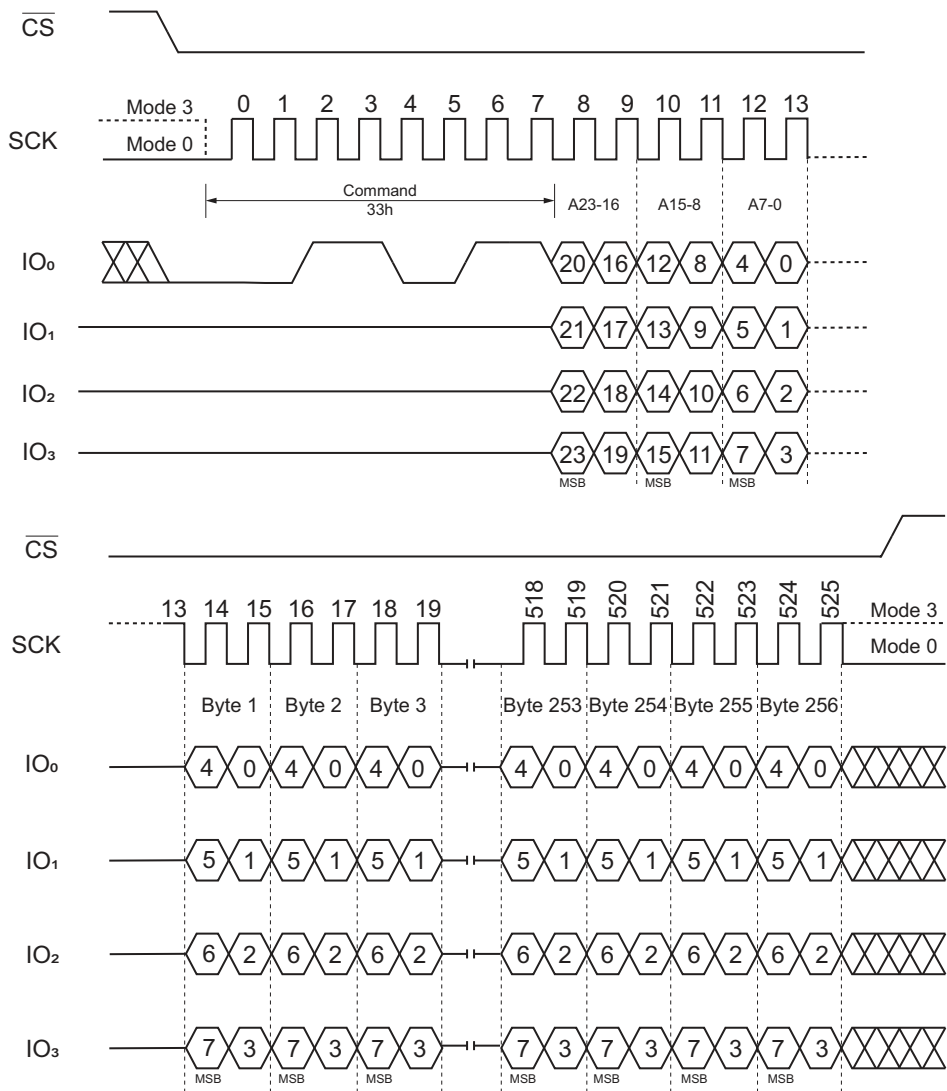 CS
Mode 3
0 1 2 3 4 5 6 7 8 9 10 11 12 13
SCK
Mode 0
Command
33h
A23-16 A15-8 A7-0
IO₀ 20 16 12 8 4 0
IO₁ 21 17 13 9 5 1
IO₂ 22 18 14 10 6 2
IO₃ 23 19 15 11 7 3
MSB MSB MSB
CS
13 14 15 16 17 18 19 518 519 520 521 522 523 524 525
Mode 3
SCK
Mode 0
Byte 1 Byte 2 Byte 3 Byte 253 Byte 254 Byte 255 Byte 256
IO₀ 4 0 4 0 4 0 4 0 4 0 4 0 4 0
IO₁ 5 1 5 1 5 1 5 1 5 1 5 1 5 1
IO₂ 6 2 6 2 6 2 6 2 6 2 6 2 6 2
IO₃ 7 3 7 3 7 3 7 3 7 3 7 3 7 3
MSB MSB MSB MSB MSB MSB MSB